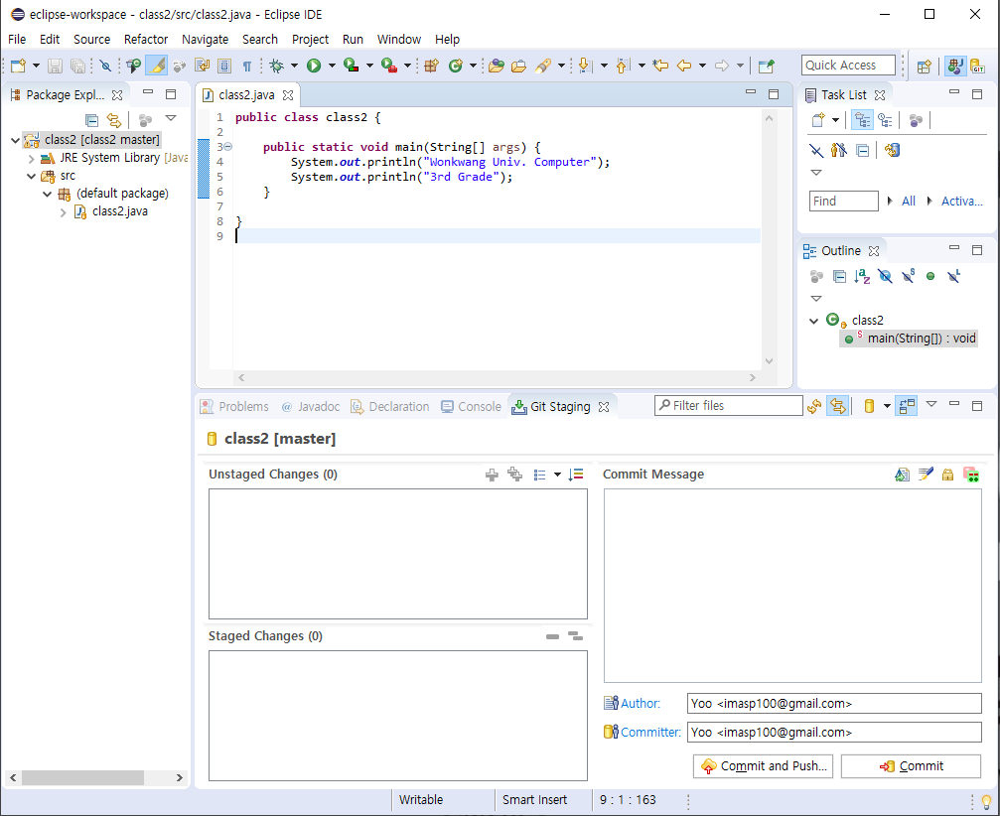 eclipse-workspace - class2/src/class2.java - Eclipse IDE
File Edit Source Refactor Navigate Search Project Run Window Help
Quick Access
Package Expl...
class2 [class2 master]
JRE System Library [Java
src
(default package)
class2.java
class2.java
1 public class class2 {
2
3 public static void main(String[] args) {
4 System.out.println("Wonkwang Univ. Computer");
5 System.out.println("3rd Grade");
6 }
7
8 }
9
Task List
Find All Activa...
Outline
class2
main(String[]) : void
Problems @ Javadoc Declaration Console Git Staging Filter files
class2 [master]
Unstaged Changes (0)
Staged Changes (0)
Commit Message
Author: Yoo <imasp100@gmail.com>
Committer: Yoo <imasp100@gmail.com>
Commit and Push... Commit
Writable Smart Insert 9 : 1 : 163